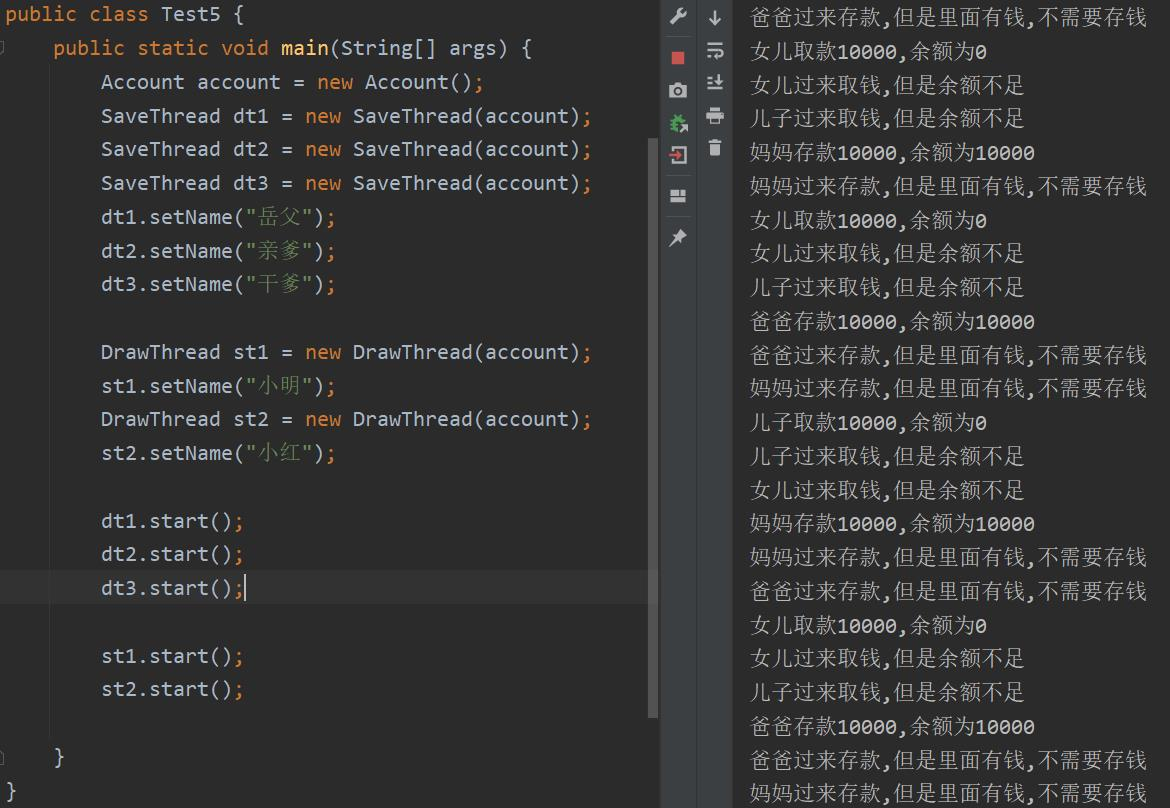 public class Test5 {
public static void main(String[] args) {
Account account = new Account();
SaveThread dt1 = new SaveThread(account);
SaveThread dt2 = new SaveThread(account);
SaveThread dt3 = new SaveThread(account);
dt1.setName("岳父");
dt2.setName("亲爹");
dt3.setName("干爹");
DrawThread st1 = new DrawThread(account);
st1.setName("小明");
DrawThread st2 = new DrawThread(account);
st2.setName("小红");
dt1.start();
dt2.start();
dt3.start();
st1.start();
st2.start();
}
}
爸爸过来存款,但是里面有钱,不需要存钱
女儿取款10000,余额为0
女儿过来取钱,但是余额不足
儿子过来取钱,但是余额不足
妈妈存款10000,余额为10000
妈妈过来存款,但是里面有钱,不需要存钱
女儿取款10000,余额为0
女儿过来取钱,但是余额不足
儿子过来取钱,但是余额不足
爸爸存款10000,余额为10000
爸爸过来存款,但是里面有钱,不需要存钱
妈妈过来存款,但是里面有钱,不需要存钱
儿子取款10000,余额为0
儿子过来取钱,但是余额不足
女儿过来取钱,但是余额不足
妈妈存款10000,余额为10000
妈妈过来存款,但是里面有钱,不需要存钱
爸爸过来存款,但是里面有钱,不需要存钱
女儿取款10000,余额为0
女儿过来取钱,但是余额不足
儿子过来取钱,但是余额不足
爸爸存款10000,余额为10000
爸爸过来存款,但是里面有钱,不需要存钱
妈妈过来存款,但是里面有钱,不需要存钱